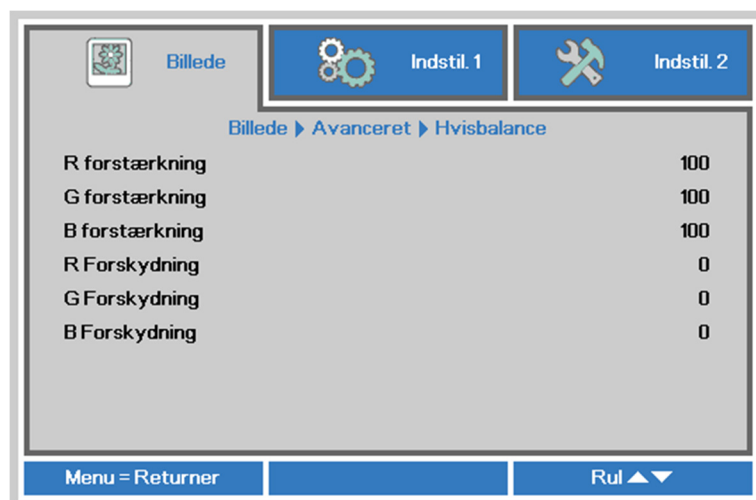 Billede
Indstil. 1
Indstil. 2
Billede Avanceret Hvisbalance
R forstærkning 100
G forstærkning 100
B forstærkning 100
R Forskydning 0
G Forskydning 0
B Forskydning 0
Menu = Returner
Rul